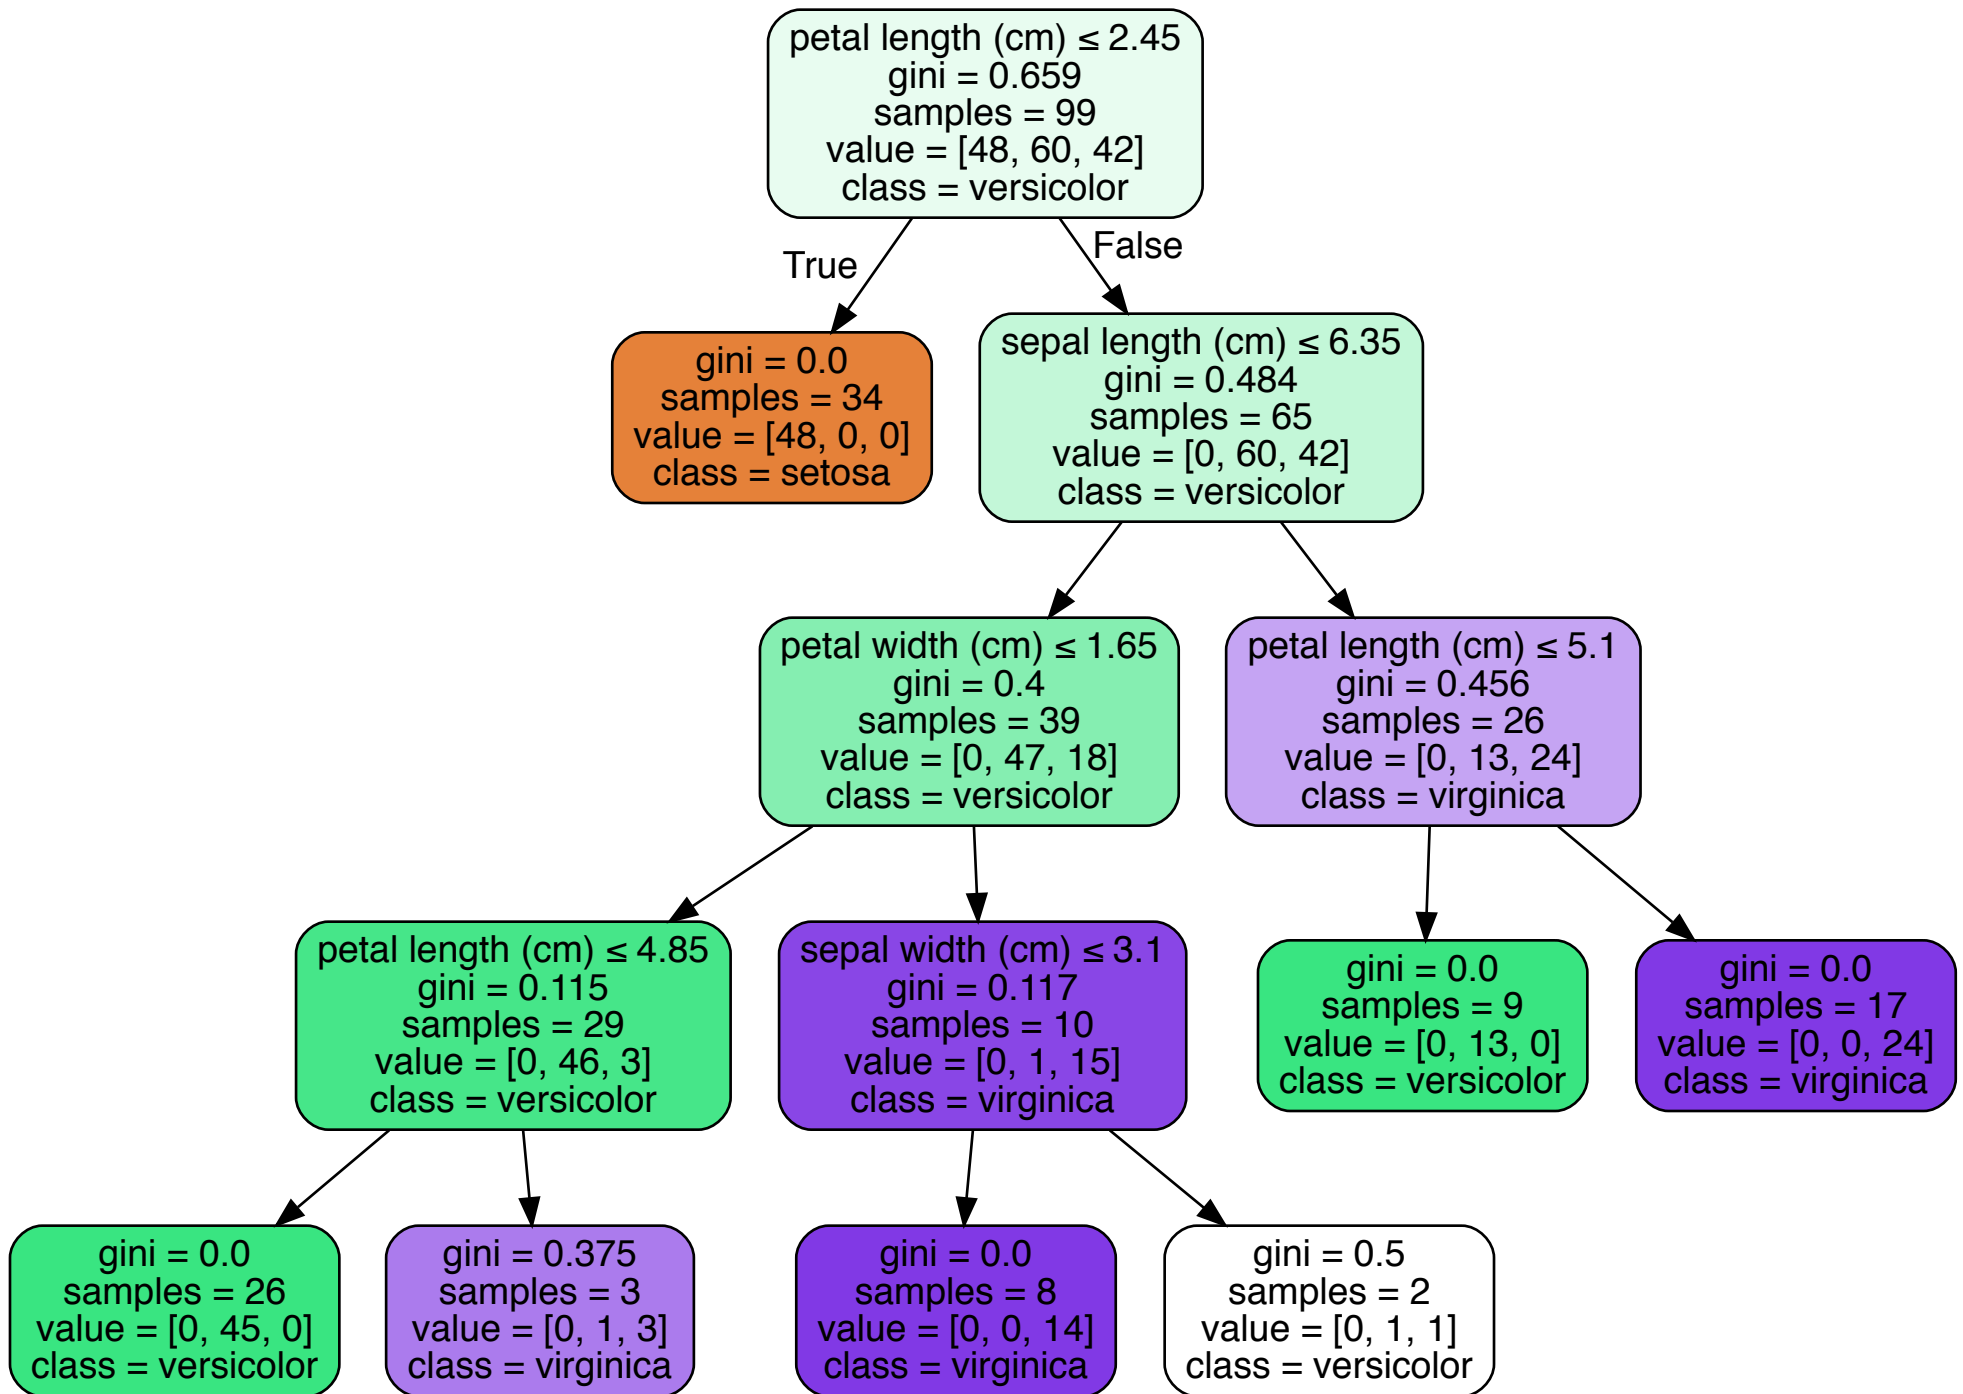 petal length (cm) ≤ 2.45
gini = 0.659
samples = 99
value = [48, 60, 42]
class = versicolor
True
False
gini = 0.0
samples = 34
value = [48, 0, 0]
class = setosa
sepal length (cm) ≤ 6.35
gini = 0.484
samples = 65
value = [0, 60, 42]
class = versicolor
petal width (cm) ≤ 1.65
gini = 0.4
samples = 39
value = [0, 47, 18]
class = versicolor
petal length (cm) ≤ 5.1
gini = 0.456
samples = 26
value = [0, 13, 24]
class = virginica
petal length (cm) ≤ 4.85
gini = 0.115
samples = 29
value = [0, 46, 3]
class = versicolor
sepal width (cm) ≤ 3.1
gini = 0.117
samples = 10
value = [0, 1, 15]
class = virginica
gini = 0.0
samples = 9
value = [0, 13, 0]
class = versicolor
gini = 0.0
samples = 17
value = [0, 0, 24]
class = virginica
gini = 0.0
samples = 26
value = [0, 45, 0]
class = versicolor
gini = 0.375
samples = 3
value = [0, 1, 3]
class = virginica
gini = 0.0
samples = 8
value = [0, 0, 14]
class = virginica
gini = 0.5
samples = 2
value = [0, 1, 1]
class = versicolor